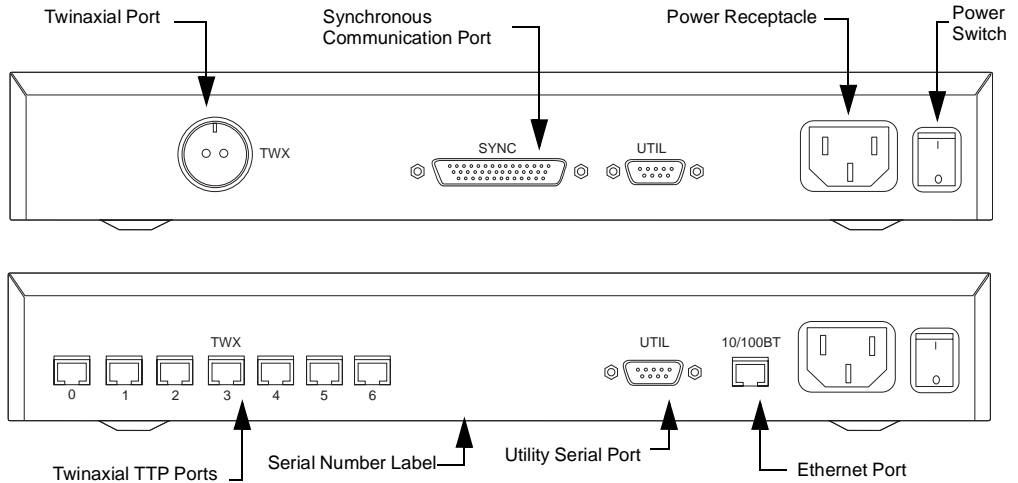 Twinaxial Port
Synchronous
Communication Port
Power Receptacle
Power
Switch
TWX
SYNC
UTIL
TWX
UTIL
10/100BT
0 1 2 3 4 5 6
Twinaxial TTP Ports
Serial Number Label
Utility Serial Port
Ethernet Port